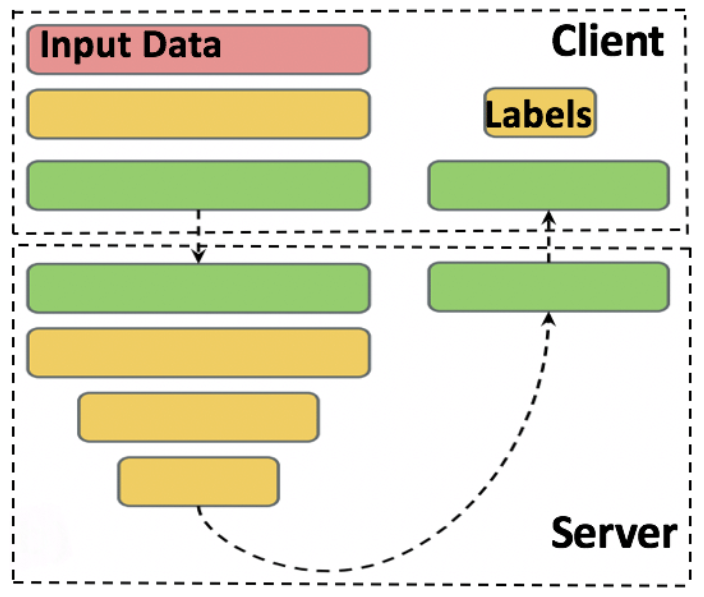 Input Data
Client
Labels
Server